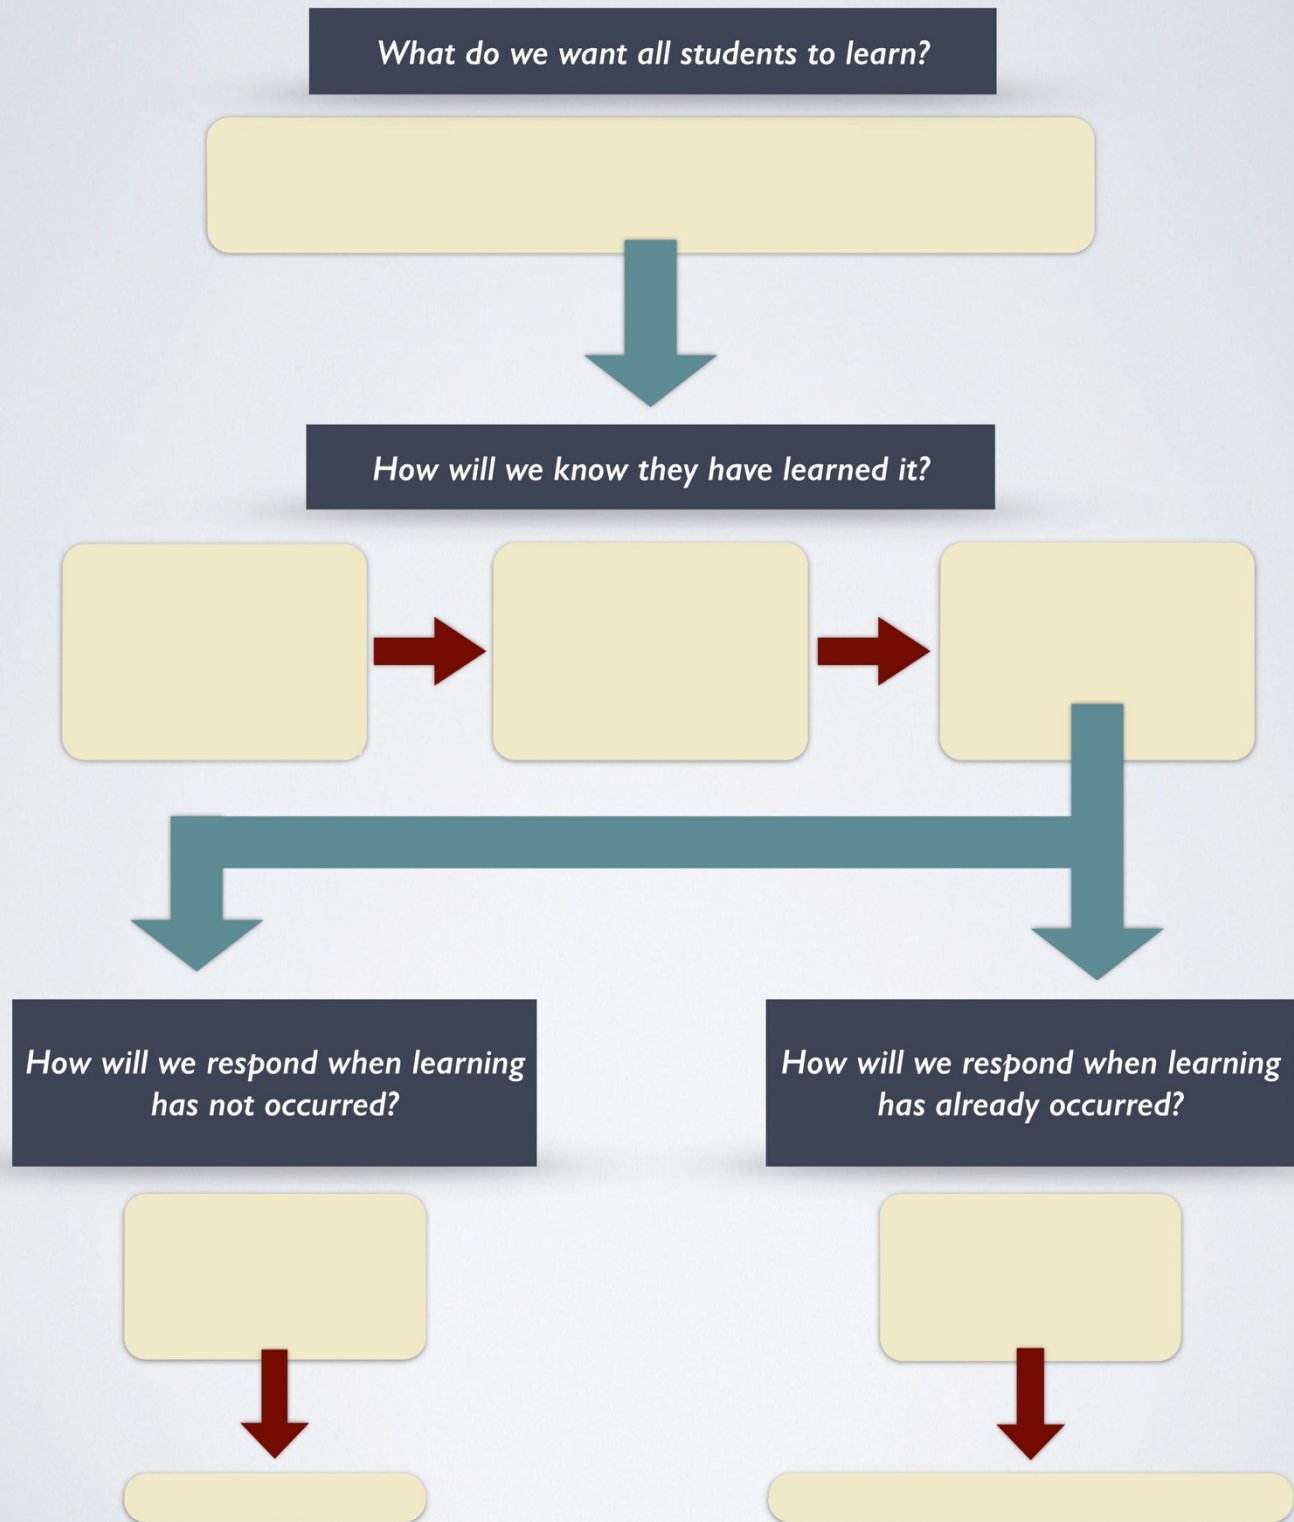 What do we want all students to learn?
How will we know they have learned it?
How will we respond when learning
has not occurred?
How will we respond when learning
has already occurred?